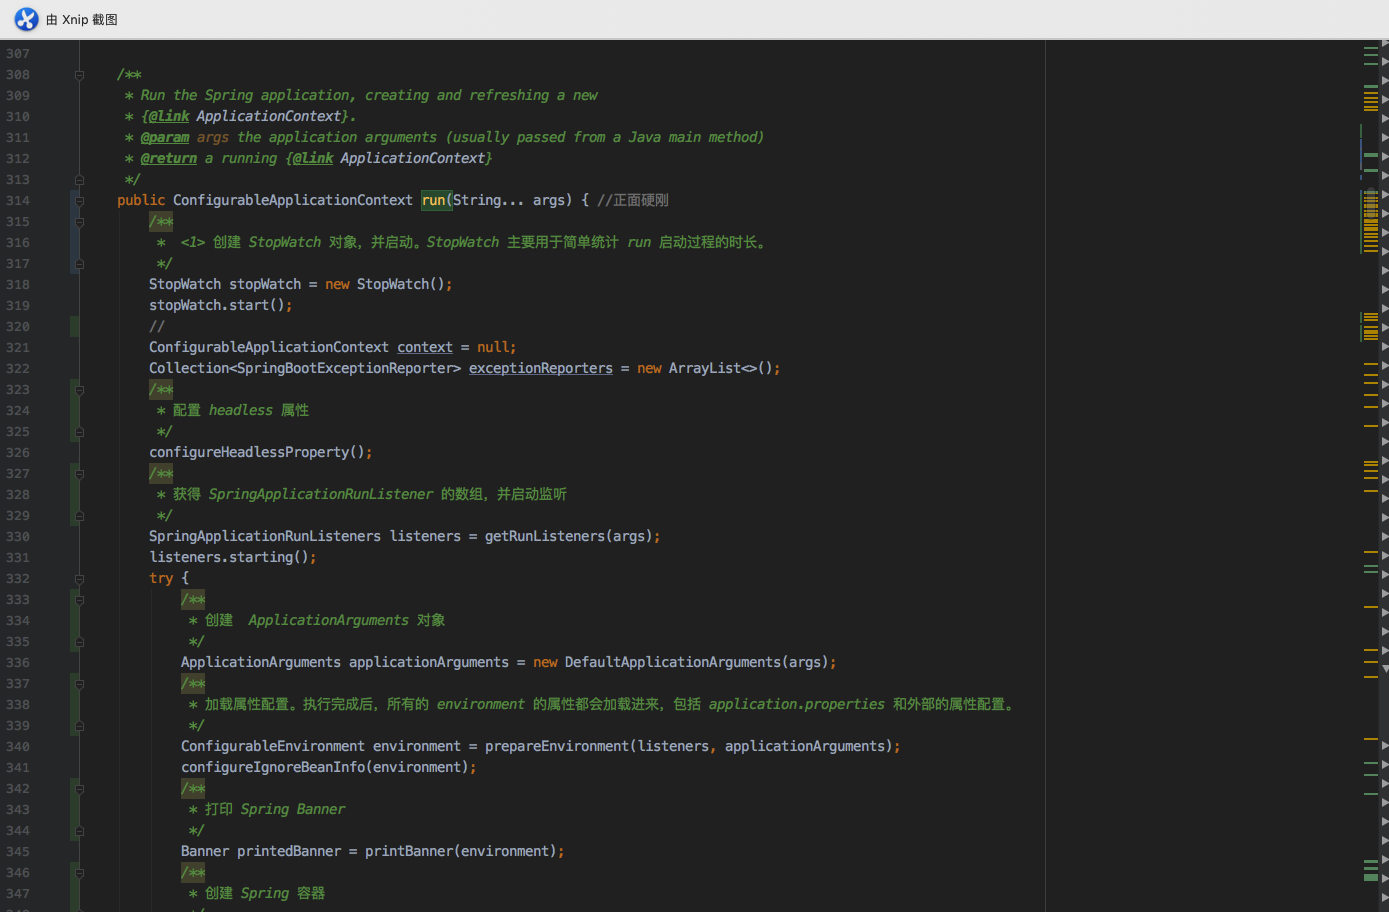 由 Xnip 截图
307
308 /**
309 * Run the Spring application, creating and refreshing a new
310 * {@link ApplicationContext}.
311 * @param args the application arguments (usually passed from a Java main method)
312 * @return a running {@link ApplicationContext}
313 */
314 public ConfigurableApplicationContext run(String... args) { //正面硬刚
315 /**
316 * <1> 创建 StopWatch 对象，并启动。StopWatch 主要用于简单统计 run 启动过程的时长。
317 */
318 StopWatch stopWatch = new StopWatch();
319 stopWatch.start();
320 //
321 ConfigurableApplicationContext context = null;
322 Collection<SpringBootExceptionReporter> exceptionReporters = new ArrayList<>();
323 /**
324 * 配置 headless 属性
325 */
326 configureHeadlessProperty();
327 /**
328 * 获得 SpringApplicationRunListener 的数组，并启动监听
329 */
330 SpringApplicationRunListeners listeners = getRunListeners(args);
331 listeners.starting();
332 try {
333 /**
334 * 创建  ApplicationArguments 对象
335 */
336 ApplicationArguments applicationArguments = new DefaultApplicationArguments(args);
337 /**
338 * 加载属性配置。执行完成后，所有的 environment 的属性都会加载进来，包括 application.properties 和外部的属性配置。
339 */
340 ConfigurableEnvironment environment = prepareEnvironment(listeners, applicationArguments);
341 configureIgnoreBeanInfo(environment);
342 /**
343 * 打印 Spring Banner
344 */
345 Banner printedBanner = printBanner(environment);
346 /**
347 * 创建 Spring 容器